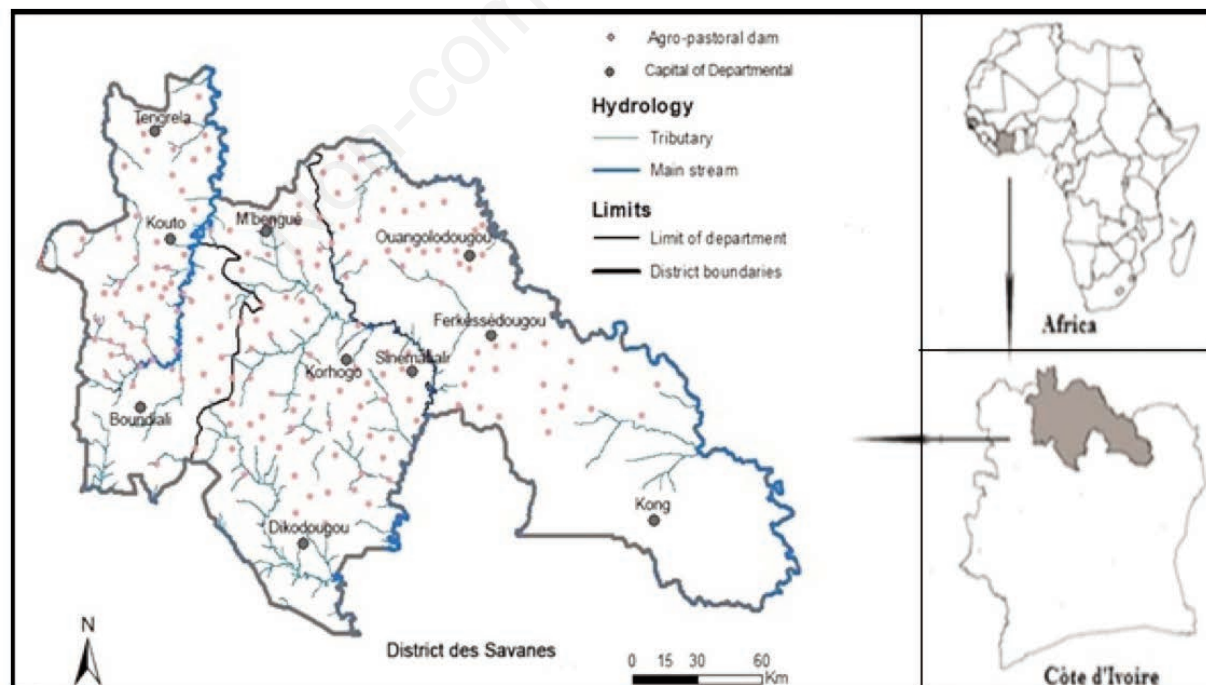 Agro-pastoral dam
Capital of Departmental
Hydrology
Tributary
Main stream
Limits
Limit of department
District boundaries
Tengrela
Kouto
M'bengué
Ouangolodougou
Ferkéssédougou
Korhogo
Boundiali
Kong
Dikodougou
N
District des Savanes
0 15 30 60
Km
Africa
Côte d'Ivoire